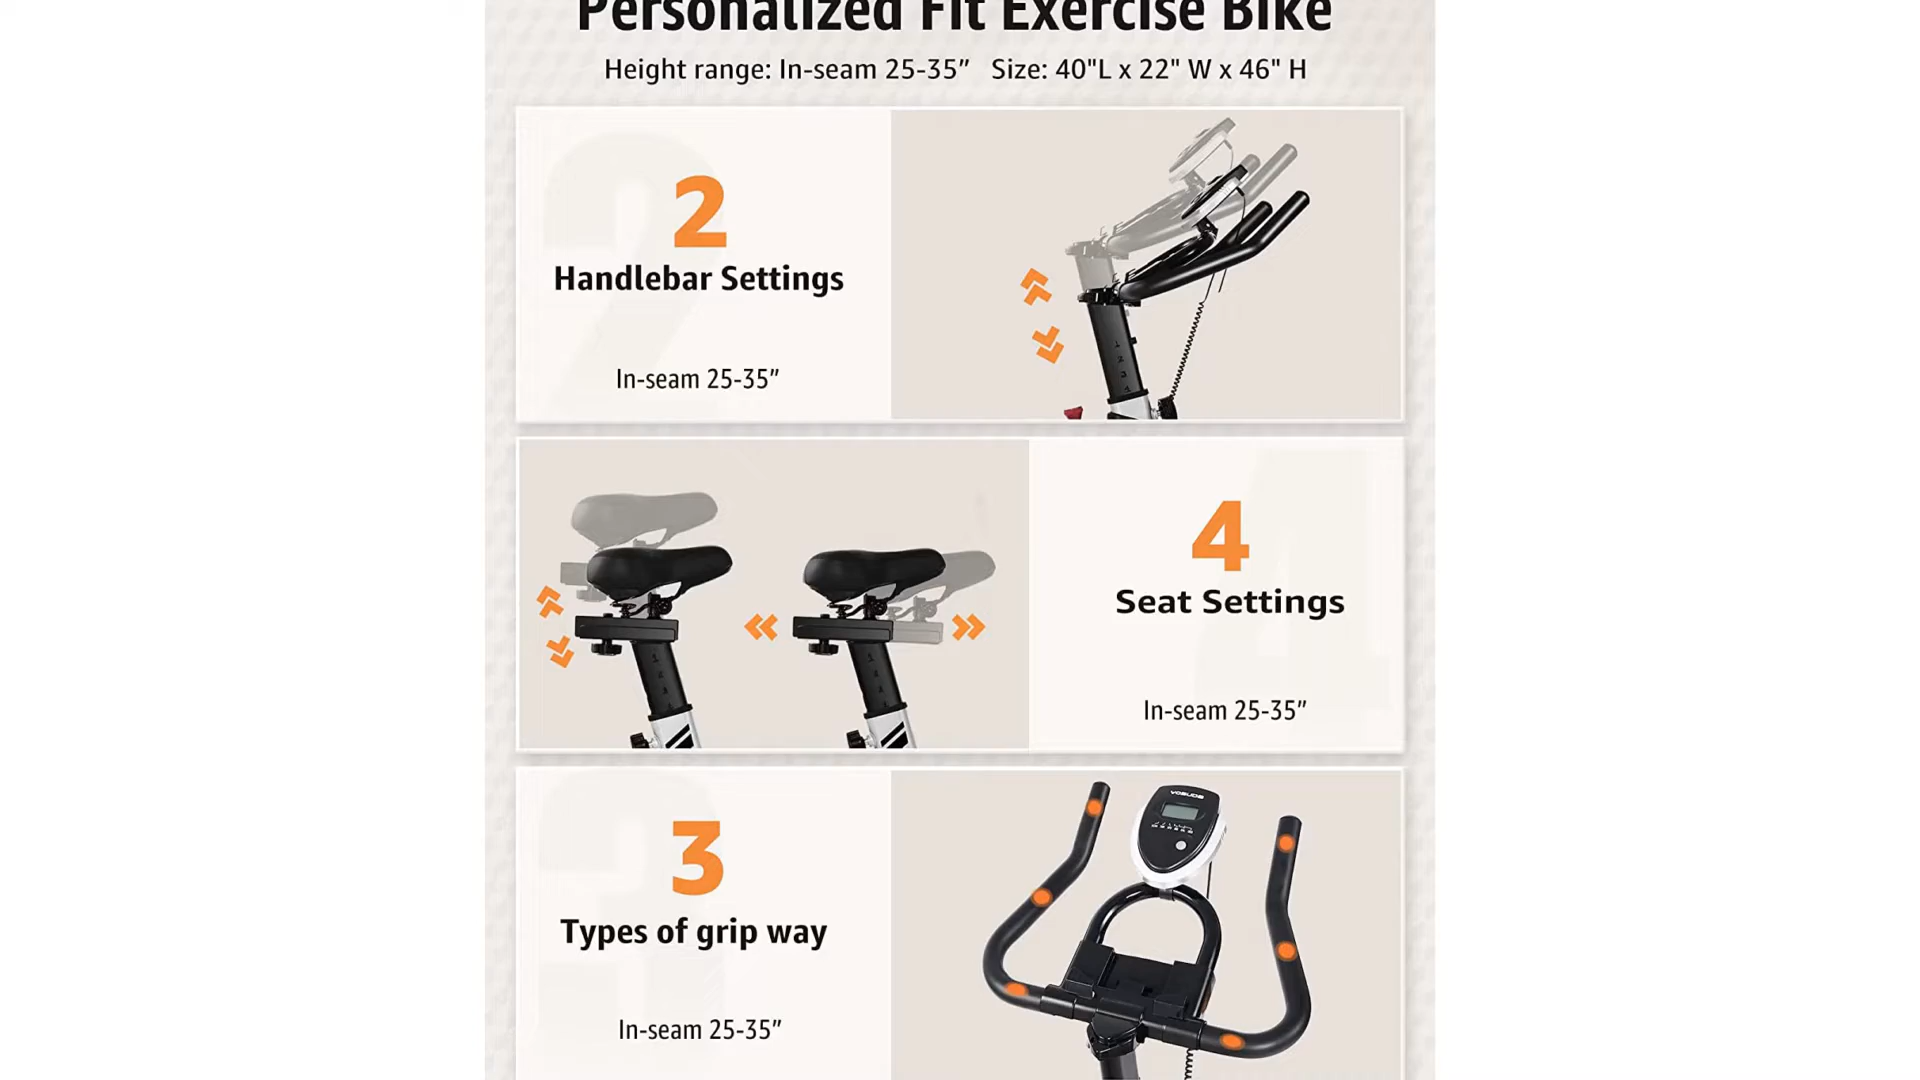 Personalized Fit Exercise Bike
Height range: In-seam 25-35” Size: 40"L x 22" W x 46" H
2
Handlebar Settings
In-seam 25-35”
4
Seat Settings
In-seam 25-35”
3
Types of grip way
In-seam 25-35”
YOSUDA